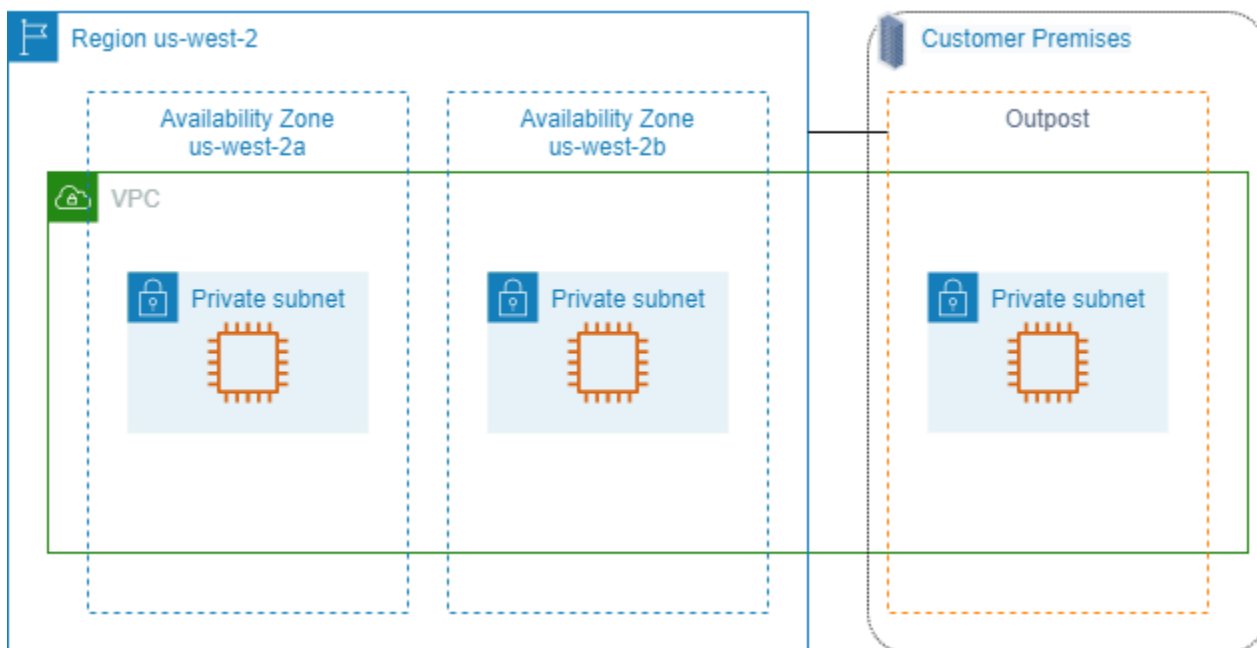 Region us-west-2
Customer Premises
Availability Zone
us-west-2a
Availability Zone
us-west-2b
Outpost
VPC
Private subnet
Private subnet
Private subnet